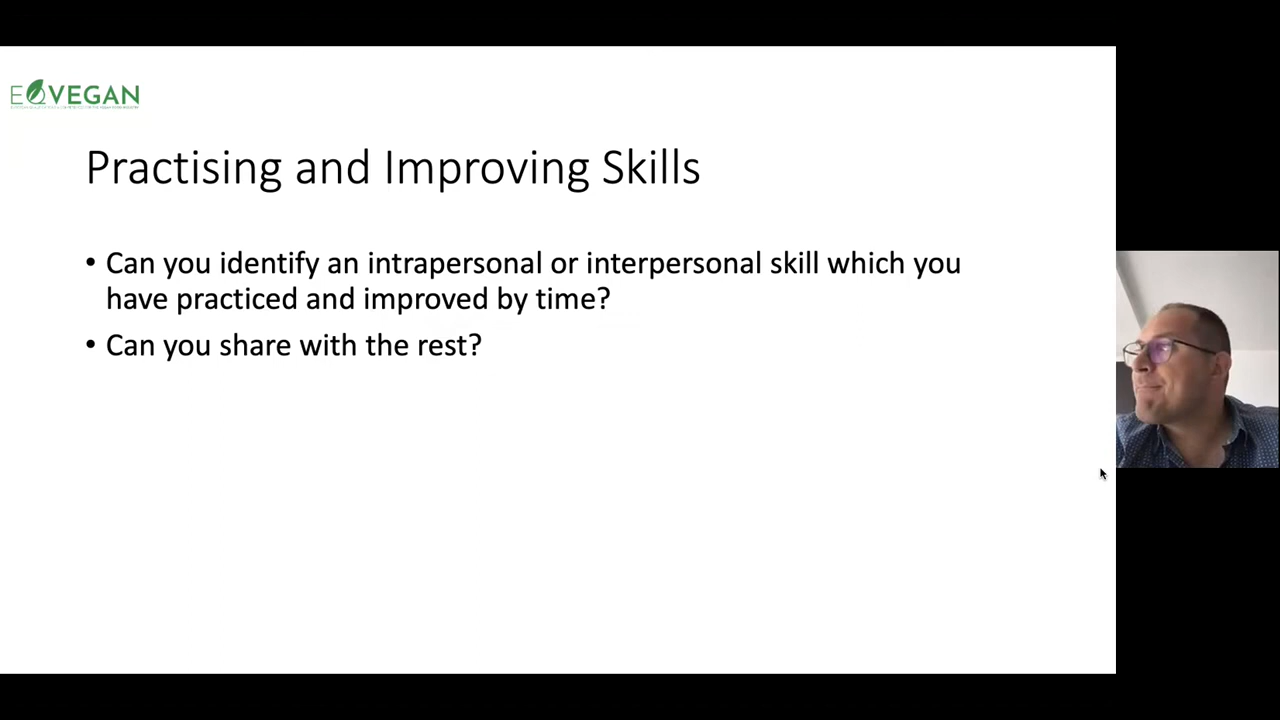 EQVEGAN
Practising and Improving Skills
• Can you identify an intrapersonal or interpersonal skill which you
have practiced and improved by time?
• Can you share with the rest?